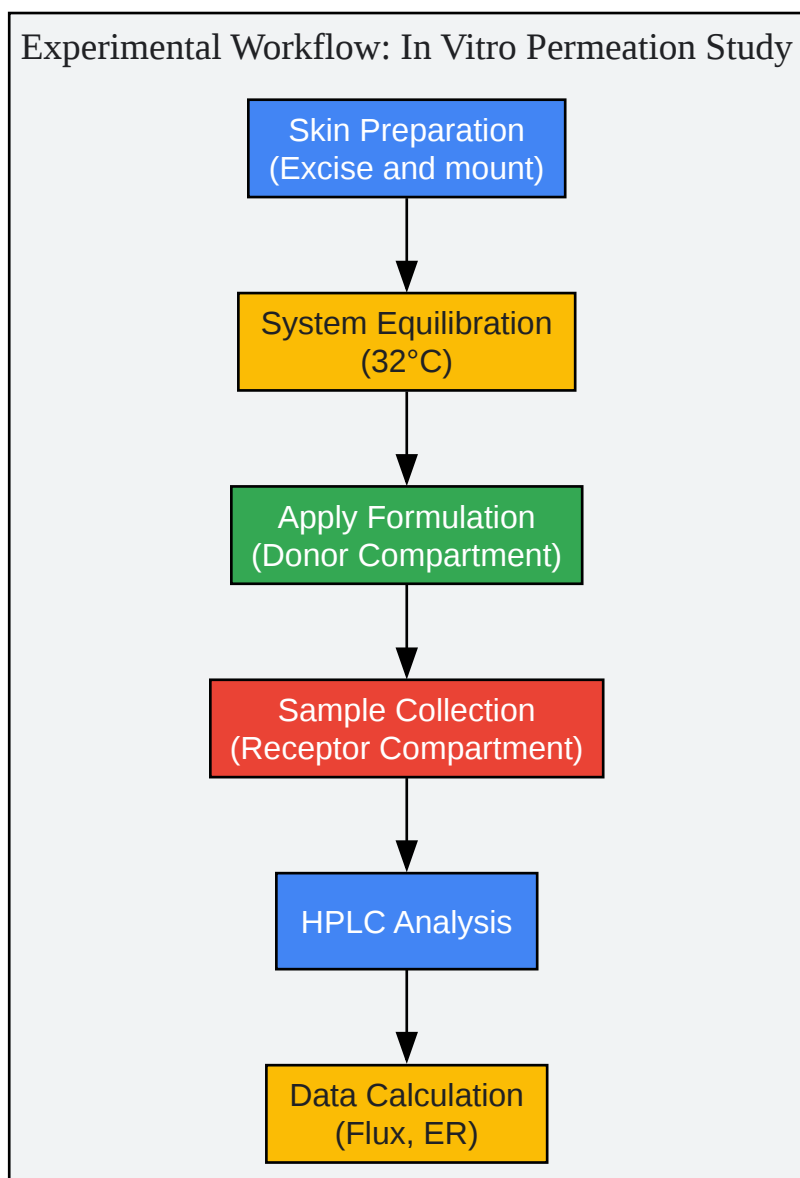 Experimental Workflow: In Vitro Permeation Study
Skin Preparation
(Excise and mount)
System Equilibration
(32°C)
Apply Formulation
(Donor Compartment)
Sample Collection
(Receptor Compartment)
HPLC Analysis
Data Calculation
(Flux, ER)